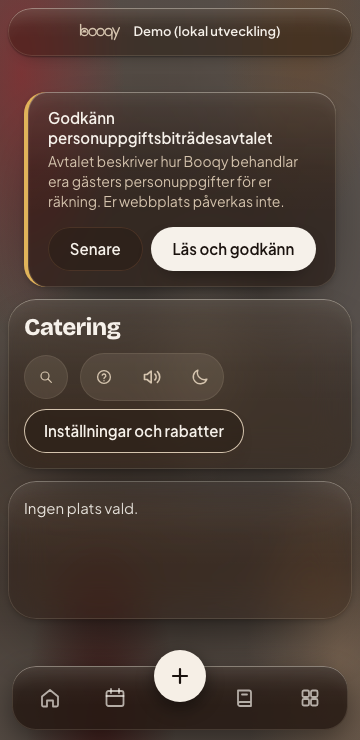 booqy Demo (lokal utveckling)
Godkänn
personuppgiftsbiträdesavtalet
Avtalet beskriver hur Booqy behandlar
era gästers personuppgifter för er
räkning. Er webbplats påverkas inte.
Senare Läs och godkänn
Catering
Inställningar och rabatter
Ingen plats vald.